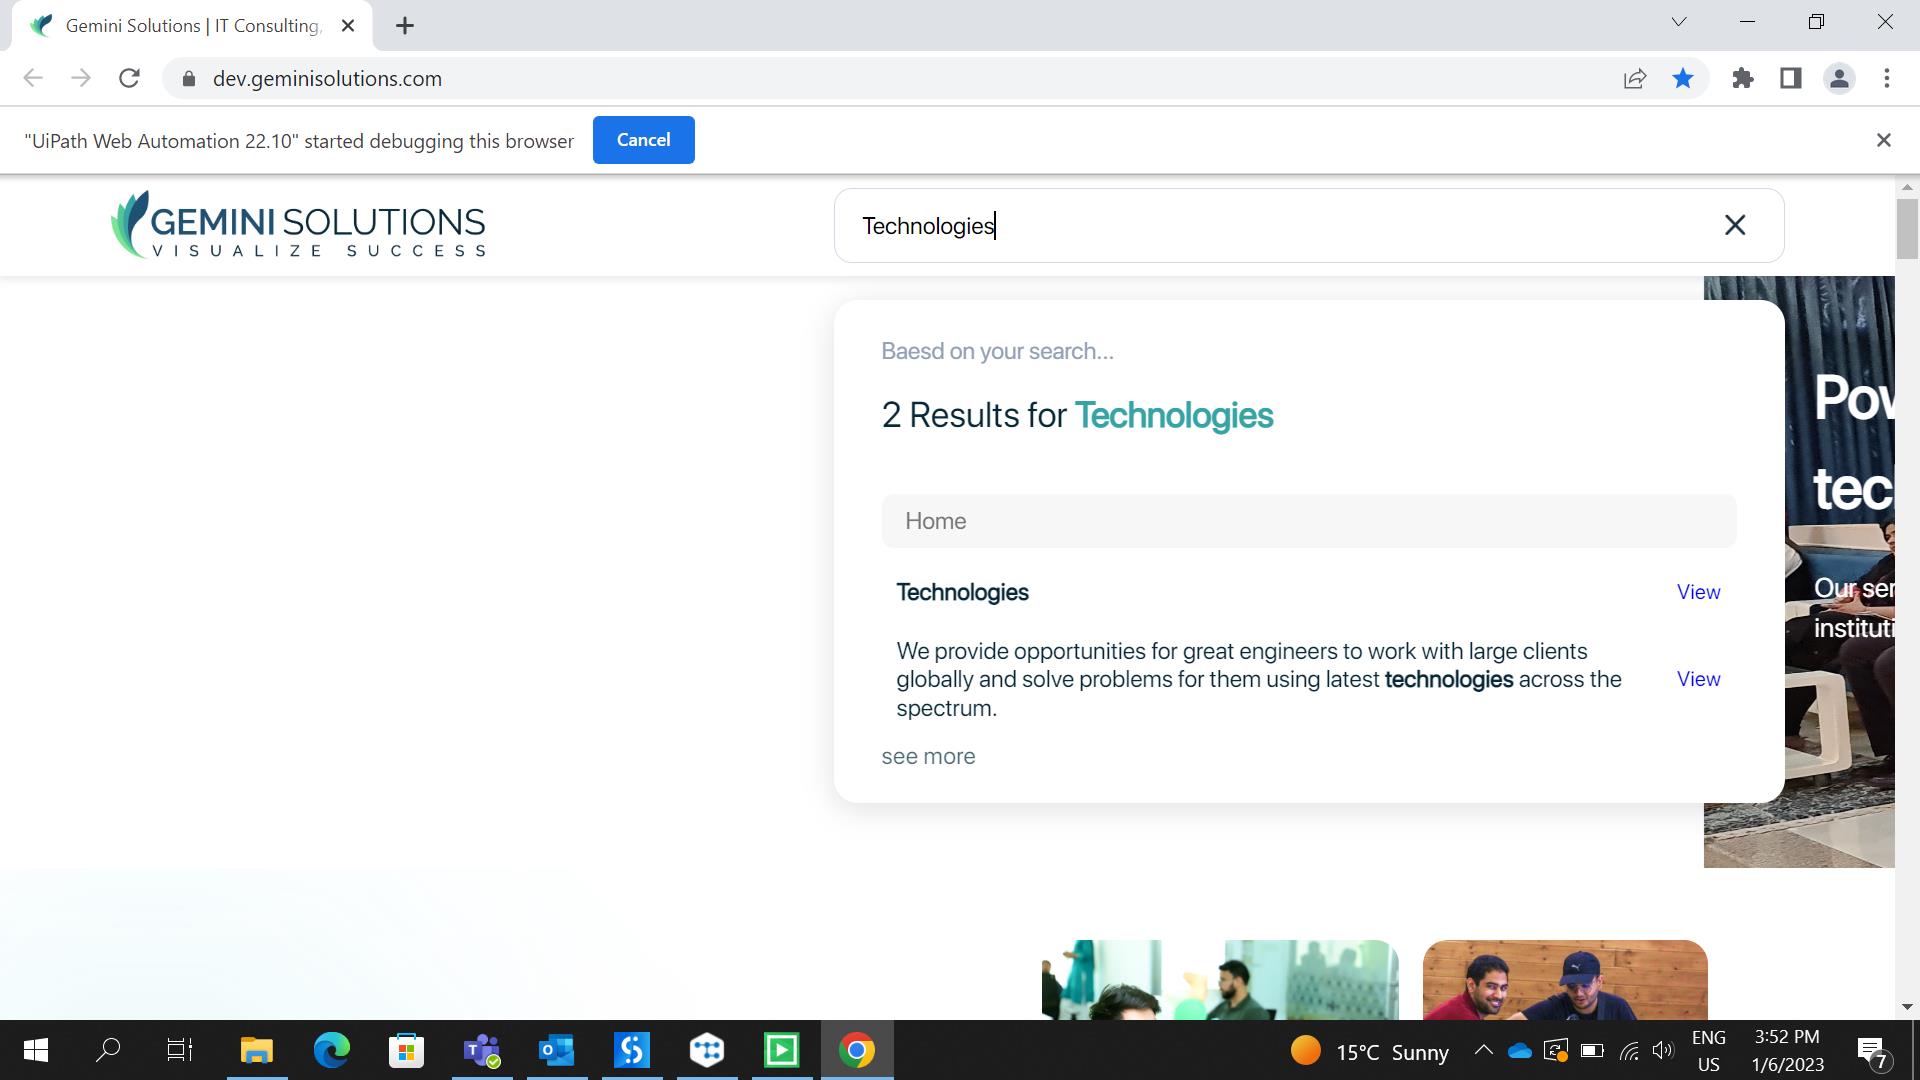 Gemini Solutions | IT Consulting,
dev.geminisolutions.com
"UiPath Web Automation 22.10" started debugging this browser
Cancel
GEMINI SOLUTIONS
VISUALIZE SUCCESS
Technologies
Baesd on your search...
2 Results for Technologies
Home
Technologies
View
We provide opportunities for great engineers to work with large clients
globally and solve problems for them using latest technologies across the
spectrum.
View
see more
Pow
tec
Our ser
instituti
15°C Sunny
ENG
US
3:52 PM
1/6/2023
7